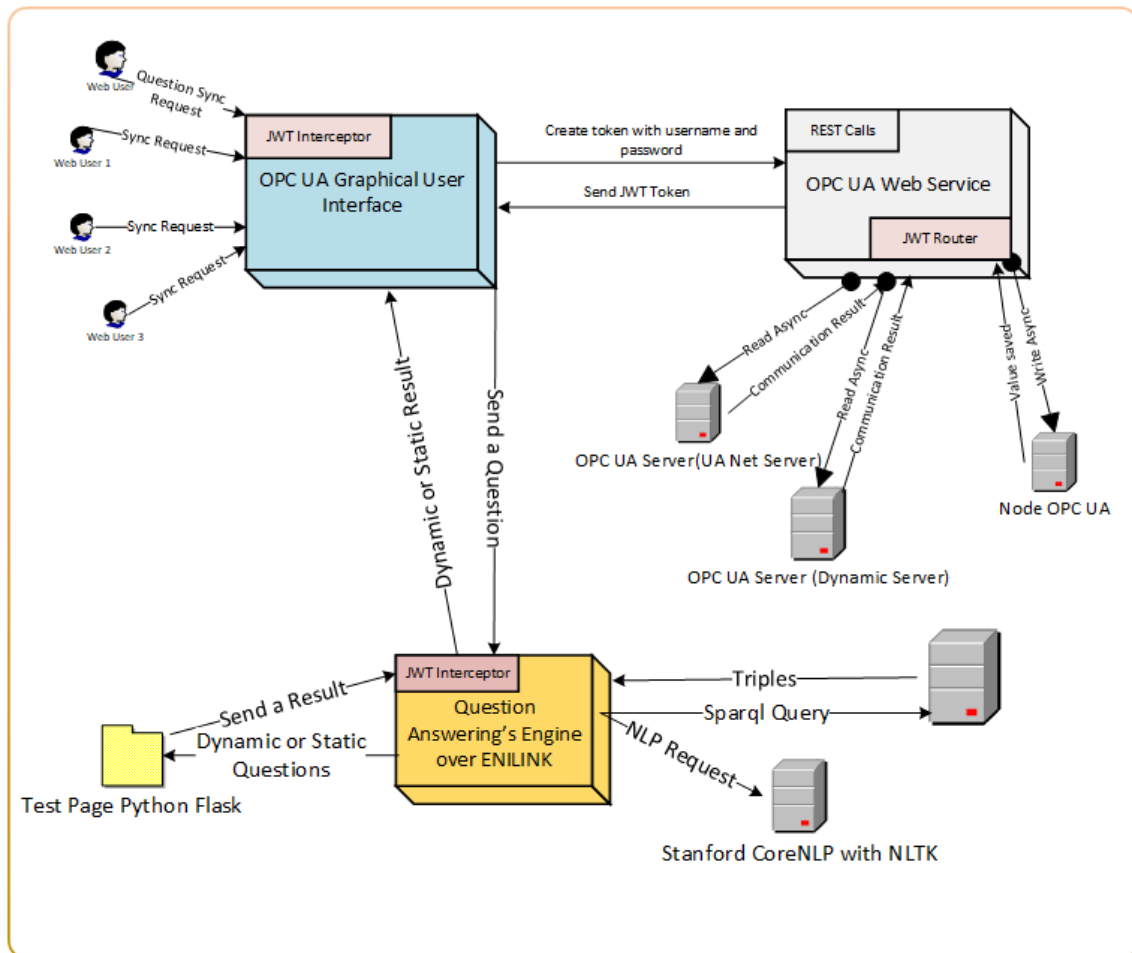 Web User
Question Sync
Request
Web User 1
Sync Request
Web User 2
Sync Request
Web User 3
Sync Request
JWT Interceptor
OPC UA Graphical User
Interface
Create token with username and
password
Send JWT Token
REST Calls
OPC UA Web Service
JWT Router
Read Async
Communication Result
Read Async
Communication Result
Value saved
Write Async
OPC UA Server(UA Net Server)
OPC UA Server (Dynamic Server)
Node OPC UA
Dynamic or Static Result
Send a Question
JWT Interceptor
Question
Answering’s Engine
over ENILINK
Send a Result
Dynamic or Static
Questions
Test Page Python Flask
Triples
Sparql Query
NLP Request
Stanford CoreNLP with NLTK